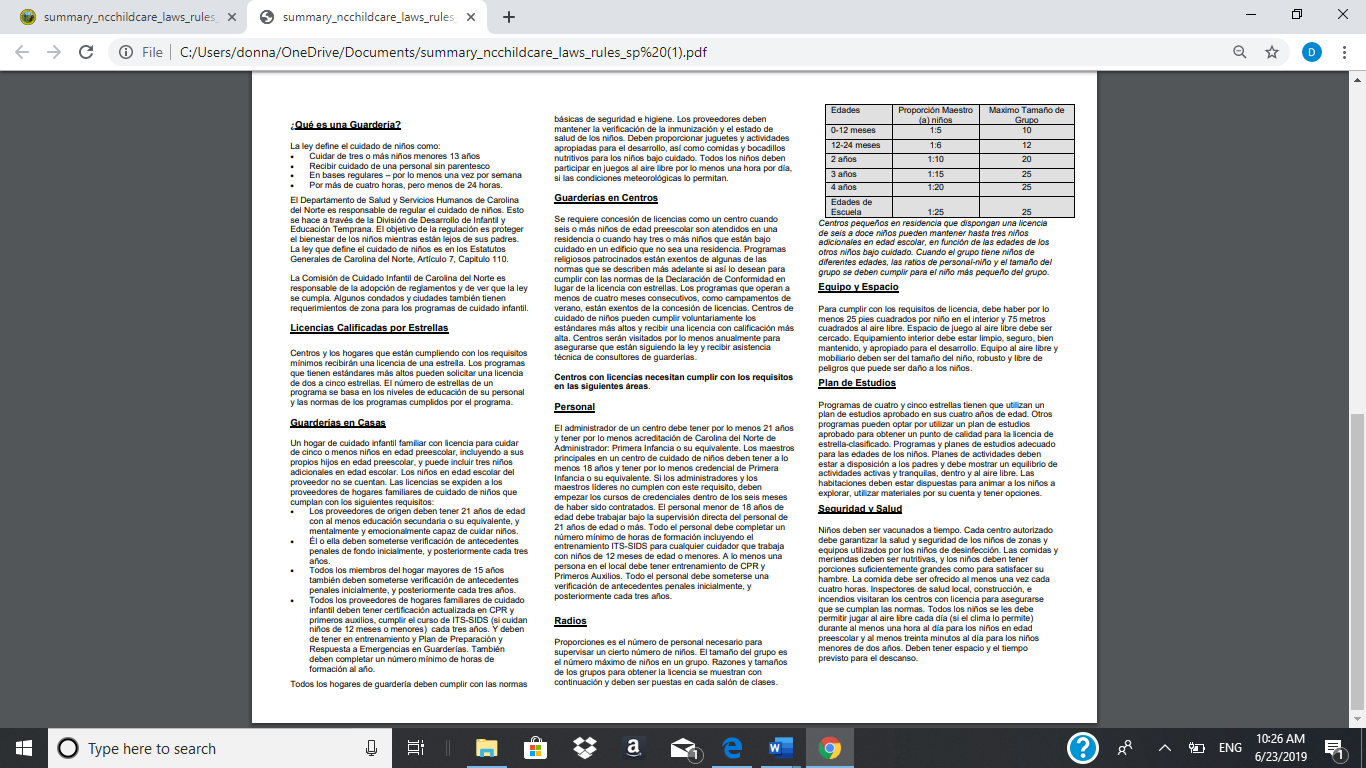 summary_ncchildcare_laws_rules_
summary_ncchildcare_laws_rules_
File
C:/Users/donna/OneDrive/Documents/summary_ncchildcare_laws_rules_sp%20(1).pdf
D
¿Qué es una Guardería?
La ley define el cuidado de niños como:
• Cuidar de tres o más niños menores 13 años
• Recibir cuidado de una personal sin parentesco
• En bases regulares – por lo menos una vez por semana
• Por más de cuatro horas, pero menos de 24 horas.
El Departamento de Salud y Servicios Humanos de Carolina
del Norte es responsable de regular el cuidado de niños. Esto
se hace a través de la División de Desarrollo de Infantil y
Educación Temprana. El objetivo de la regulación es proteger
el bienestar de los niños mientras están lejos de sus padres.
La ley que define el cuidado de niños es en los Estatutos
Generales de Carolina del Norte, Artículo 7, Capitulo 110.
La Comisión de Cuidado Infantil de Carolina del Norte es
responsable de la adopción de reglamentos y de ver que la ley
se cumpla. Algunos condados y ciudades también tienen
requerimientos de zona para los programas de cuidado infantil.
Licencias Calificadas por Estrellas
Centros y los hogares que están cumpliendo con los requisitos
mínimos recibirán una licencia de una estrella. Los programas
que tienen estándares más altos pueden solicitar una licencia
de dos a cinco estrellas. El número de estrellas de un
programa se basa en los niveles de educación de su personal
y las normas de los programas cumplidos por el programa.
Guarderías en Casas
Un hogar de cuidado infantil familiar con licencia para cuidar
de cinco o menos niños en edad preescolar, incluyendo a sus
propios hijos en edad preescolar, y puede incluir tres niños
adicionales en edad escolar. Los niños en edad escolar del
proveedor no se cuentan. Las licencias se expiden a los
proveedores de hogares familiares de cuidado de niños que
cumplan con los siguientes requisitos:
• Los proveedores de origen deben tener 21 años de edad
con al menos educación secundaria o su equivalente, y
mentalmente y emocionalmente capaz de cuidar niños.
• Él o ella deben someterse verificación de antecedentes
penales de fondo inicialmente, y posteriormente cada tres
años.
• Todos los miembros del hogar mayores de 15 años
también deben someterse verificación de antecedentes
penales inicialmente, y posteriormente cada tres años.
• Todos los proveedores de hogares familiares de cuidado
infantil deben tener certificación actualizada en CPR y
primeros auxilios, cumplir el curso de ITS-SIDS (si cuidan
niños de 12 meses o menores) cada tres años. Y deben
de tener en entrenamiento y Plan de Preparación y
Respuesta a Emergencias en Guarderías. También
deben completar un número mínimo de horas de
formación al año.
Todos los hogares de guardería deben cumplir con las normas
básicas de seguridad e higiene. Los proveedores deben
mantener la verificación de la inmunización y el estado de
salud de los niños. Deben proporcionar juguetes y actividades
apropiadas para el desarrollo, así como comidas y bocadillos
nutritivos para los niños bajo cuidado. Todos los niños deben
participar en juegos al aire libre por lo menos una hora por día,
si las condiciones meteorológicas lo permitan.
Guarderías en Centros
Se requiere concesión de licencias como un centro cuando
seis o más niños de edad preescolar son atendidos en una
residencia o cuando hay tres o más niños que están bajo
cuidado en un edificio que no sea una residencia. Programas
religiosos patrocinados están exentos de algunas de las
normas que se describen más adelante si así lo desean para
cumplir con las normas de la Declaración de Conformidad en
lugar de la licencia con estrellas. Los programas que operan a
menos de cuatro meses consecutivos, como campamentos de
verano, están exentos de la concesión de licencias. Centros de
cuidado de niños pueden cumplir voluntariamente los
estándares más altos y recibir una licencia con calificación más
alta. Centros serán visitados por lo menos anualmente para
asegurarse que están siguiendo la ley y recibir asistencia
técnica de consultores de guarderías.
Centros con licencias necesitan cumplir con los requisitos
en las siguientes áreas.
Personal
El administrador de un centro debe tener por lo menos 21 años
y tener por lo menos acreditación de Carolina del Norte de
Administrador: Primera Infancia o su equivalente. Los maestros
principales en un centro de cuidado de niños deben tener a lo
menos 18 años y tener por lo menos credencial de Primera
Infancia o su equivalente. Si los administradores y los
maestros líderes no cumplen con este requisito, deben
empezar los cursos de credenciales dentro de los seis meses
de haber sido contratados. El personal menor de 18 años de
edad debe trabajar bajo la supervisión directa del personal de
21 años de edad o más. Todo el personal debe completar un
número mínimo de horas de formación incluyendo el
entrenamiento ITS-SIDS para cualquier cuidador que trabaja
con niños de 12 meses de edad o menores. A lo menos una
persona en el local debe tener entrenamiento de CPR y
Primeros Auxilios. Todo el personal debe someterse una
verificación de antecedentes penales inicialmente, y
posteriormente cada tres años.
Radios
Proporciones es el número de personal necesario para
supervisar un cierto número de niños. El tamaño del grupo es
el número máximo de niños en un grupo. Razones y tamaños
de los grupos para obtener la licencia se muestran con
continuación y deben ser puestas en cada salón de clases.
Edades Proporción Maestro (a) niños Maximo Tamaño de Grupo
0-12 meses 1:5 10
12-24 meses 1:6 12
2 años 1:10 20
3 años 1:15 25
4 años 1:20 25
Edades de Escuela 1:25 25
Centros pequeños en residencia que dispongan una licencia
de seis a doce niños pueden mantener hasta tres niños
adicionales en edad escolar, en función de las edades de los
otros niños bajo cuidado. Cuando el grupo tiene niños de
diferentes edades, las ratios de personal-niño y el tamaño del
grupo se deben cumplir para el niño más pequeño del grupo.
Equipo y Espacio
Para cumplir con los requisitos de licencia, debe haber por lo
menos 25 pies cuadrados por niño en el interior y 75 metros
cuadrados al aire libre. Espacio de juego al aire libre debe ser
cercado. Equipamiento interior debe estar limpio, seguro, bien
mantenido, y apropiado para el desarrollo. Equipo al aire libre y
mobiliario deben ser del tamaño del niño, robusto y libre de
peligros que puede ser daño a los niños.
Plan de Estudios
Programas de cuatro y cinco estrellas tienen que utilizan un
plan de estudios aprobado en sus cuatro años de edad. Otros
programas pueden optar por utilizar un plan de estudios
aprobado para obtener un punto de calidad para la licencia de
estrella-clasificado. Programas y planes de estudios adecuado
para las edades de los niños. Planes de actividades deben
estar a disposición a los padres y debe mostrar un equilibrio de
actividades activas y tranquilas, dentro y al aire libre. Las
habitaciones deben estar dispuestas para animar a los niños a
explorar, utilizar materiales por su cuenta y tener opciones.
Seguridad y Salud
Niños deben ser vacunados a tiempo. Cada centro autorizado
debe garantizar la salud y seguridad de los niños de zonas y
equipos utilizados por los niños de desinfección. Las comidas y
meriendas deben ser nutritivas, y los niños deben tener
porciones suficientemente grandes como para satisfacer su
hambre. La comida debe ser ofrecido al menos una vez cada
cuatro horas. Inspectores de salud local, construcción, e
incendios visitaran los centros con licencia para asegurarse
que se cumplan las normas. Todos los niños se les debe
permitir jugar al aire libre cada día (si el clima lo permite)
durante al menos una hora al día para los niños en edad
preescolar y al menos treinta minutos al día para los niños
menores de dos años. Deben tener espacio y el tiempo
previsto para el descanso.
Type here to search
ENG
10:26 AM
6/23/2019